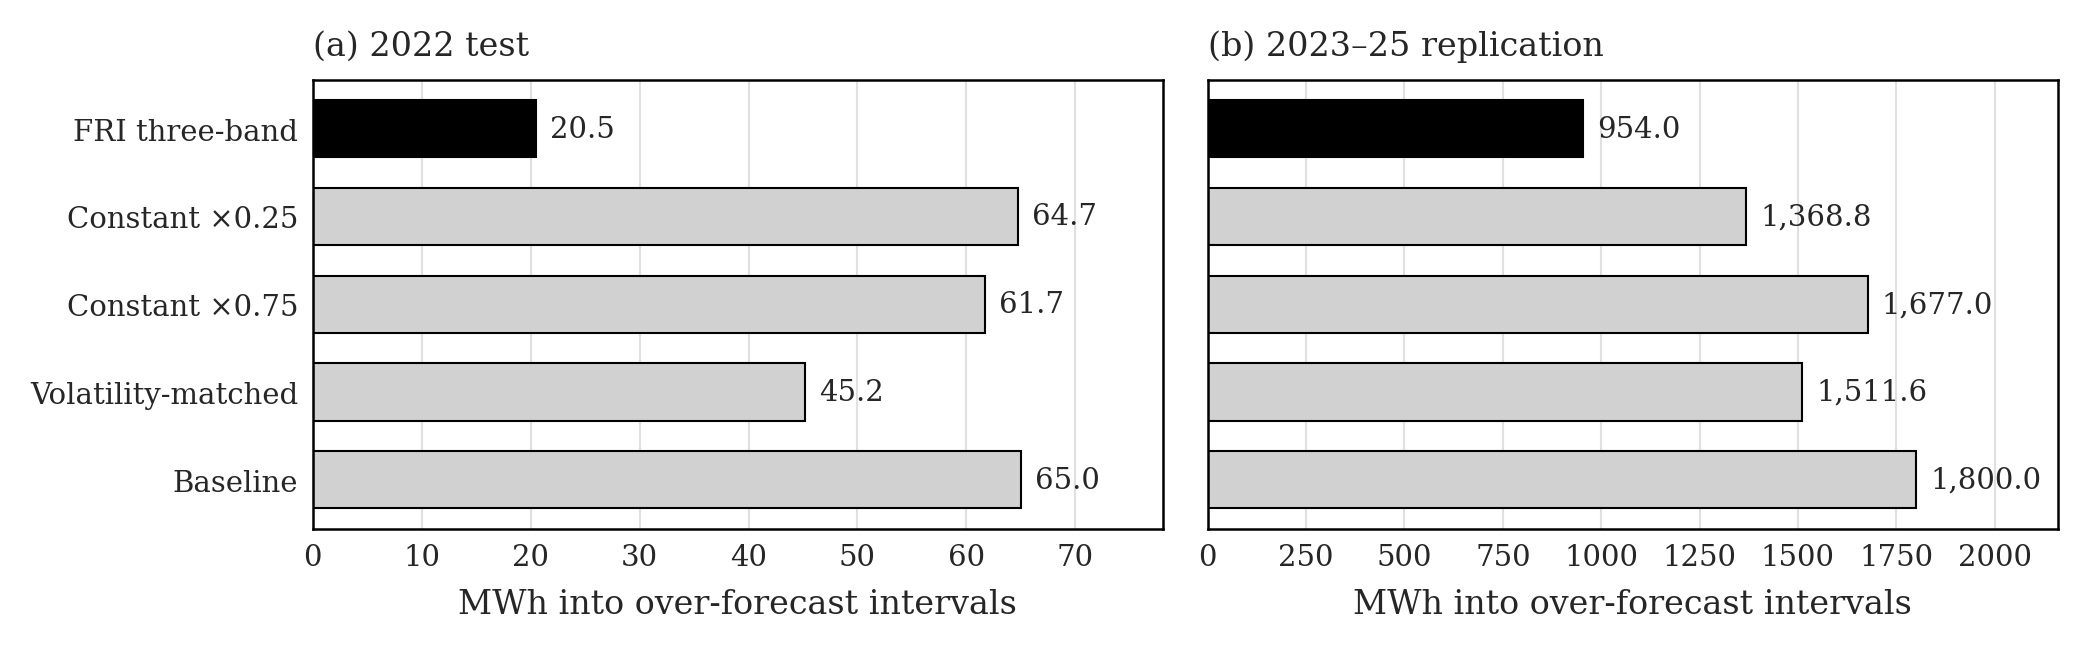 (a) 2022 test
FRI three-band
20.5
Constant ×0.25
64.7
Constant ×0.75
61.7
Volatility-matched
45.2
Baseline
65.0
0 10 20 30 40 50 60 70
MWh into over-forecast intervals
(b) 2023–25 replication
954.0
1,368.8
1,677.0
1,511.6
1,800.0
0 250 500 750 1000 1250 1500 1750 2000
MWh into over-forecast intervals